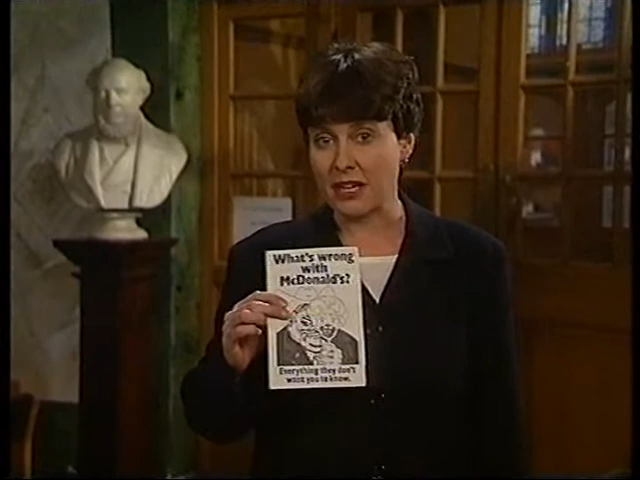 What's wrong
with
McDonald's?
Everything they don't
want you to know.